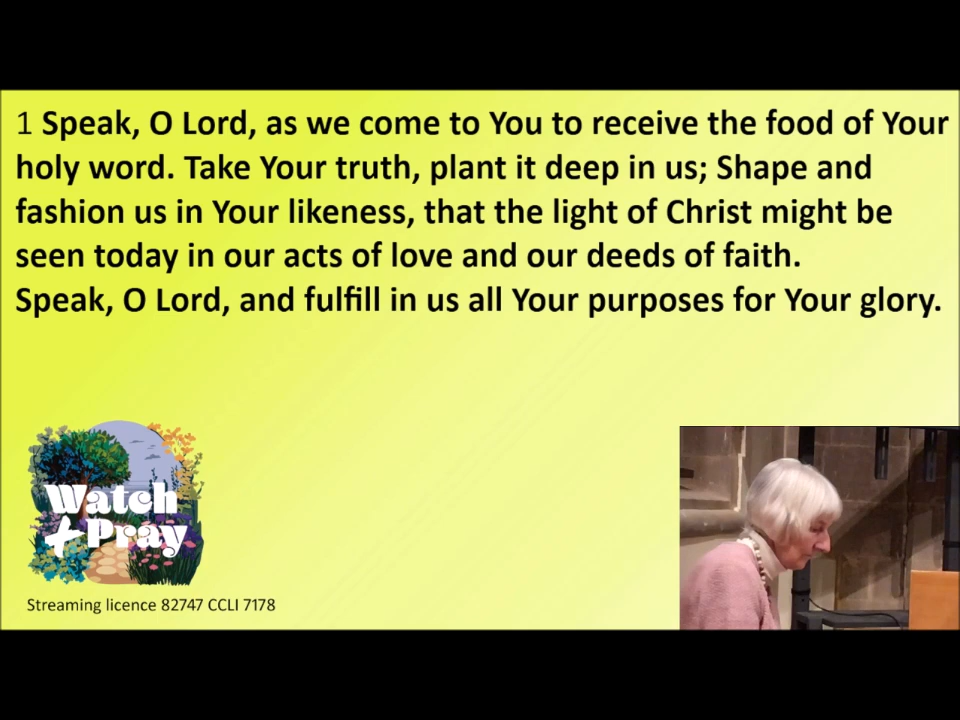 1 Speak, O Lord, as we come to You to receive the food of Your
holy word. Take Your truth, plant it deep in us; Shape and
fashion us in Your likeness, that the light of Christ might be
seen today in our acts of love and our deeds of faith.
Speak, O Lord, and fulfill in us all Your purposes for Your glory.
Watch
+Pray
Streaming licence 82747 CCLI 7178